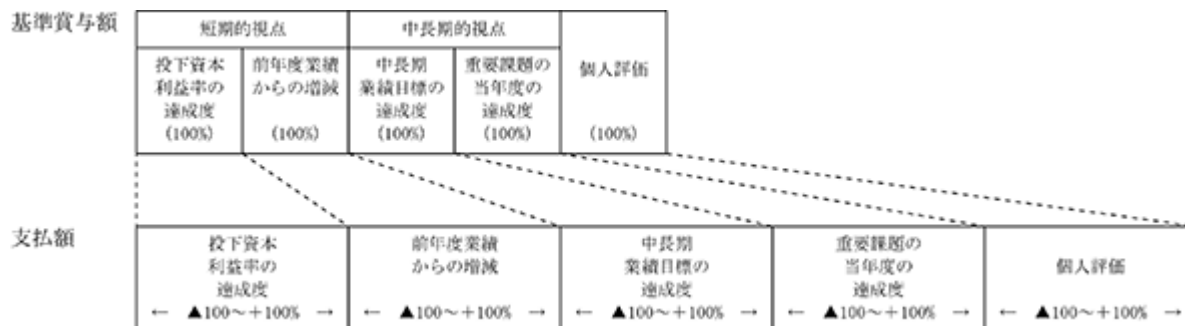 基準賞与額
短期的視点
中長期的視点
投下資本
利益率の
達成度
(100%)
前年度業績
からの増減
(100%)
中長期
業績目標の
達成度
(100%)
重要課題の
当年度の
達成度
(100%)
個人評価
(100%)
支払額
投下資本
利益率の
達成度
← ▲100～+100% →
前年度業績
からの増減
← ▲100～+100% →
中長期
業績目標の
達成度
← ▲100～+100% →
重要課題の
当年度の
達成度
← ▲100～+100% →
個人評価
← ▲100～+100% →